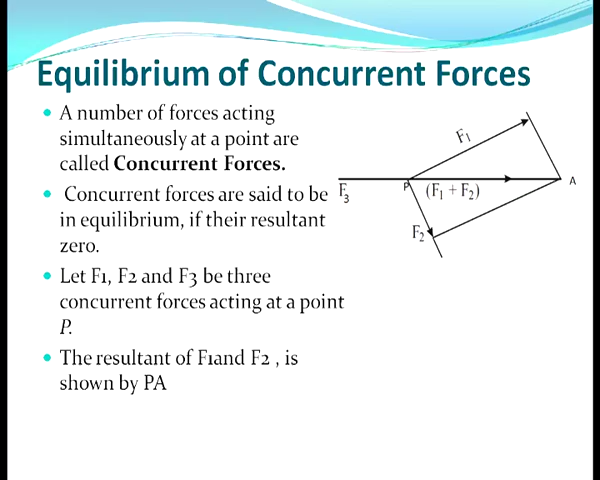 Equilibrium of Concurrent Forces
• A number of forces acting
simultaneously at a point are
called Concurrent Forces.
• Concurrent forces are said to be
in equilibrium, if their resultant
zero.
• Let F1, F2 and F3 be three
concurrent forces acting at a point
P.
• The resultant of F1and F2 , is
shown by PA
F1
F3
P
(F1 + F2)
A
F2